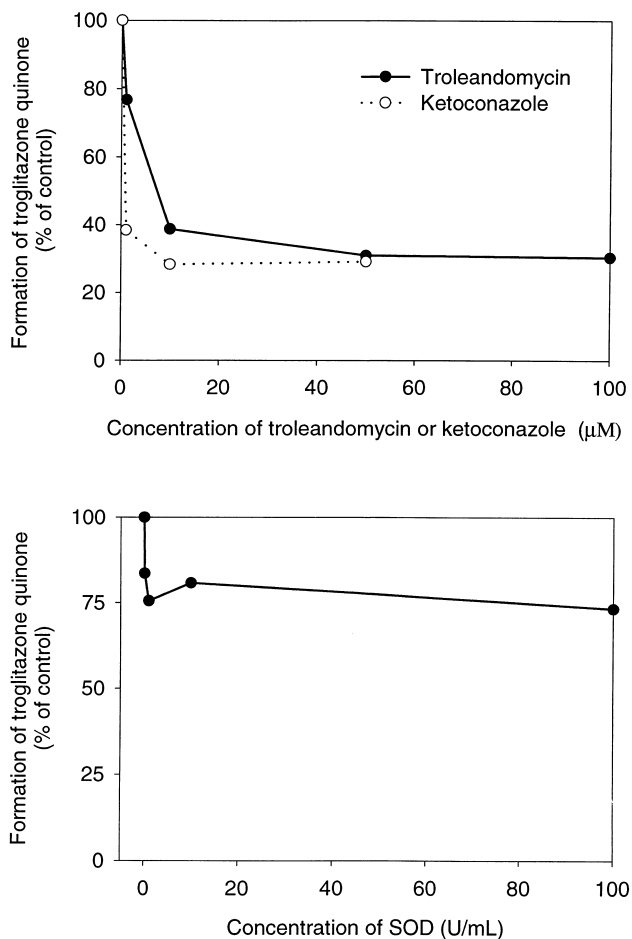 100
80
60
40
20
0
Formation of troglitazone quinone
(% of control)
Troleandomycin
Ketoconazole
0 20 40 60 80 100
Concentration of troleandomycin or ketoconazole (μM)
100
75
50
25
0
Formation of troglitazone quinone
(% of control)
0 20 40 60 80 100
Concentration of SOD (U/mL)